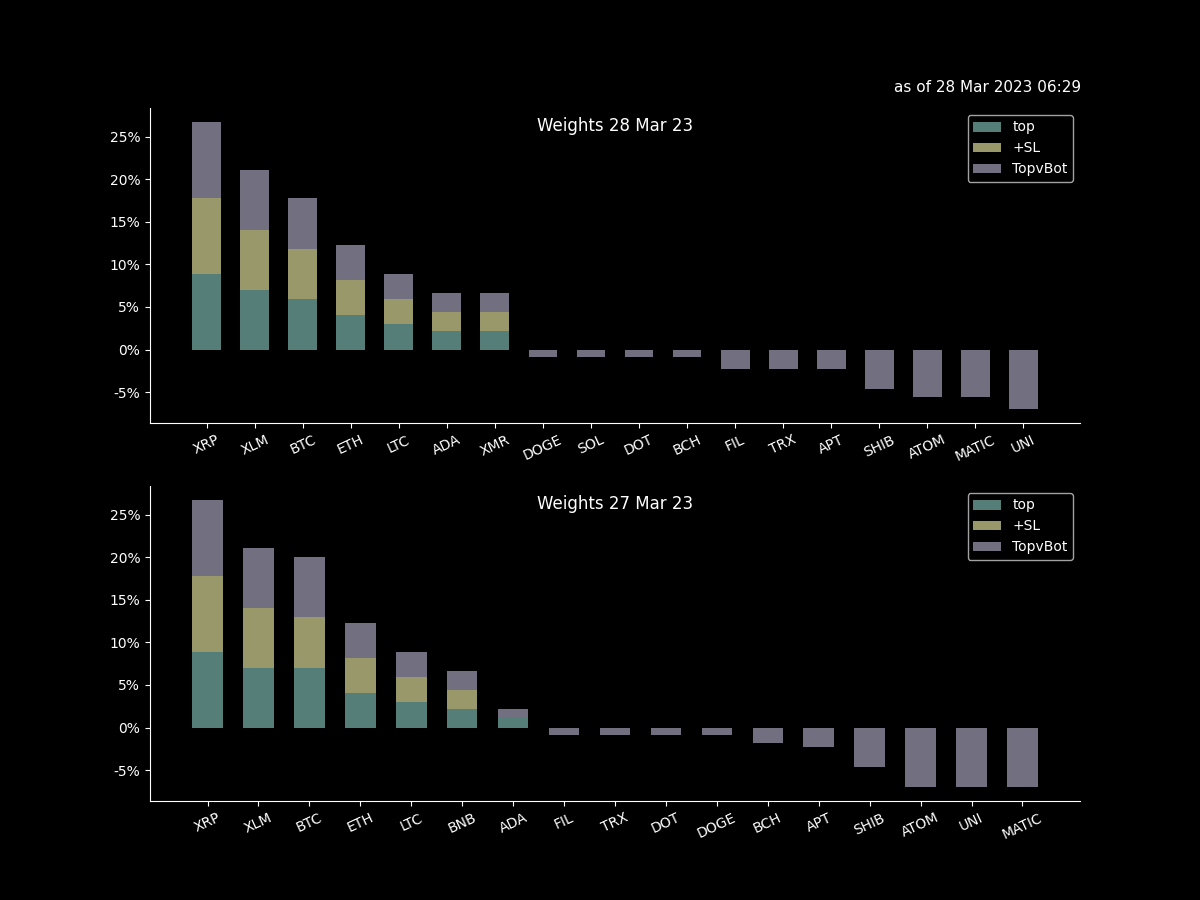 as of 28 Mar 2023 06:29
Weights 28 Mar 23
top
+SL
TopvBot
25%
20%
15%
10%
5%
0%
-5%
XRP XLM BTC ETH LTC ADA XMR DOGE SOL DOT BCH FIL TRX APT SHIB ATOM MATIC UNI
Weights 27 Mar 23
top
+SL
TopvBot
25%
20%
15%
10%
5%
0%
-5%
XRP XLM BTC ETH LTC BNB ADA FIL TRX DOT DOGE BCH APT SHIB ATOM UNI MATIC